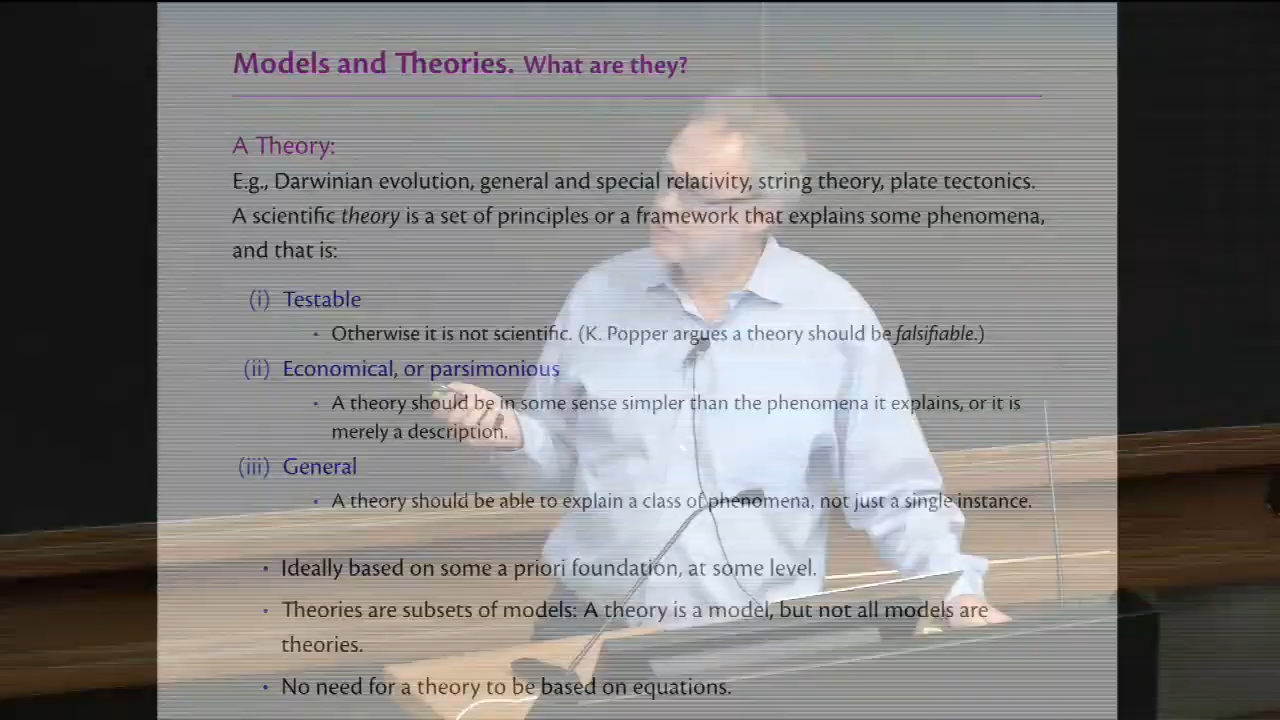 Models and Theories. What are they?
A Theory:
E.g., Darwinian evolution, general and special relativity, string theory, plate tectonics.
A scientific theory is a set of principles or a framework that explains some phenomena,
and that is:
(i) Testable
• Otherwise it is not scientific. (K. Popper argues a theory should be falsifiable.)
(ii) Economical, or parsimonious
• A theory should be in some sense simpler than the phenomena it explains, or it is
merely a description.
(iii) General
• A theory should be able to explain a class of phenomena, not just a single instance.
• Ideally based on some a priori foundation, at some level.
• Theories are subsets of models: A theory is a model, but not all models are
theories.
• No need for a theory to be based on equations.